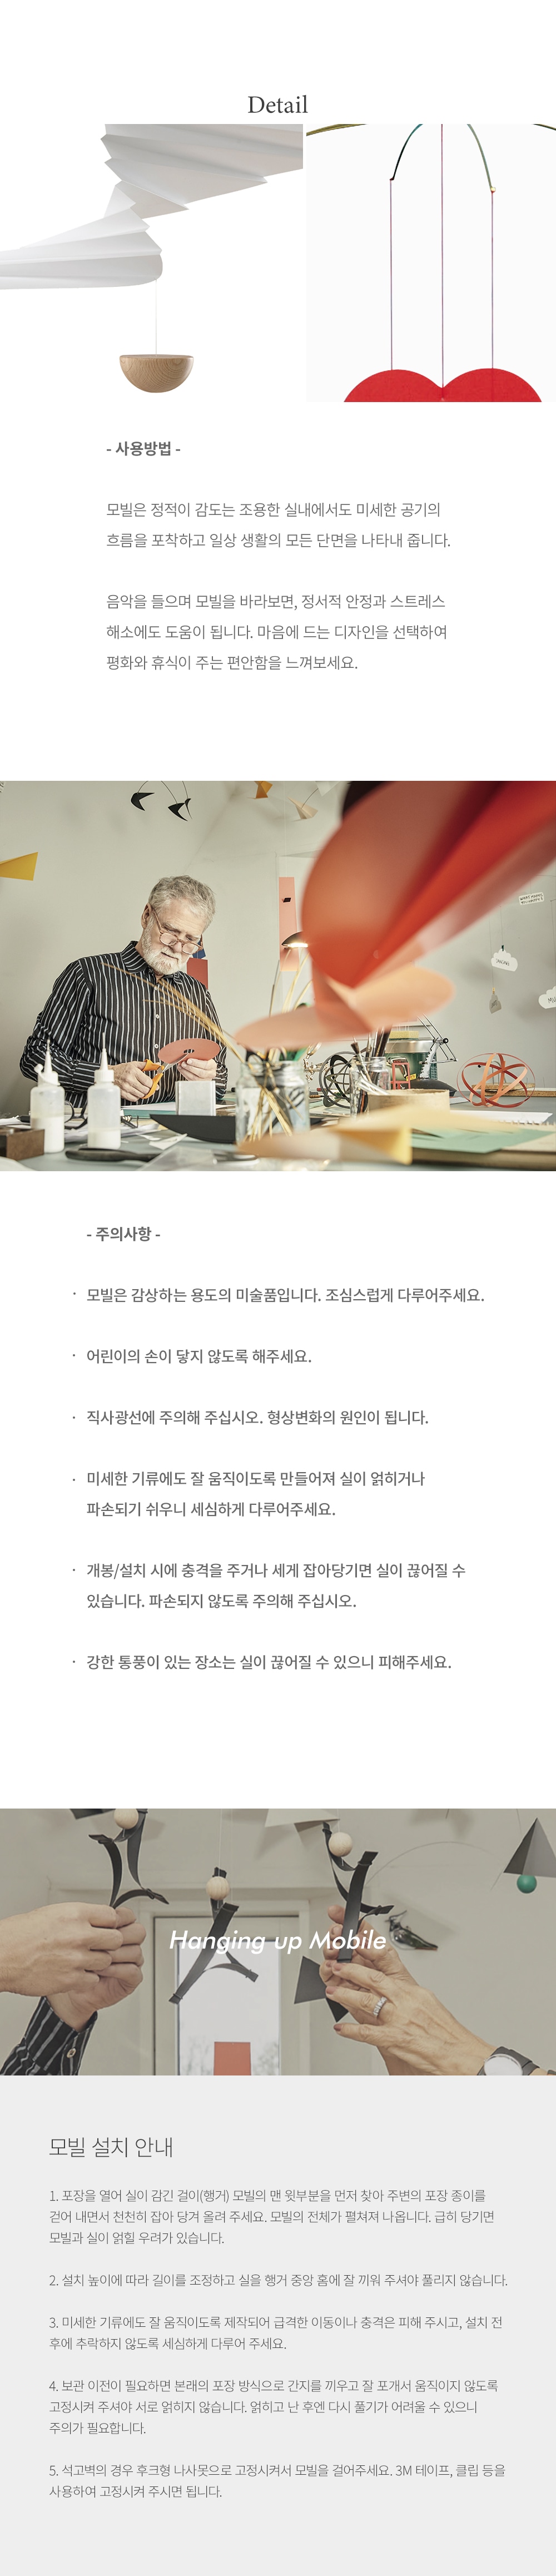 Detail
- 사용방법 -
모빌은 정적이 감도는 조용한 실내에서도 미세한 공기의
흐름을 포착하고 일상 생활의 모든 단면을 나타내 줍니다.
음악을 들으며 모빌을 바라보면, 정서적 안정과 스트레스
해소에도 도움이 됩니다. 마음에 드는 디자인을 선택하여
평화와 휴식이 주는 편안함을 느껴보세요.
- 주의사항 -
· 모빌은 감상하는 용도의 미술품입니다. 조심스럽게 다루어주세요.
· 어린이의 손이 닿지 않도록 해주세요.
· 직사광선에 주의해 주십시오. 형상변화의 원인이 됩니다.
· 미세한 기류에도 잘 움직이도록 만들어져 실이 얽히거나
파손되기 쉬우니 세심하게 다루어주세요.
· 개봉/설치 시에 충격을 주거나 세게 잡아당기면 실이 끊어질 수
있습니다. 파손되지 않도록 주의해 주십시오.
· 강한 통풍이 있는 장소는 실이 끊어질 수 있으니 피해주세요.
Hanging up Mobile
모빌 설치 안내
1. 포장을 열어 실이 감긴 걸이(행거) 모빌의 맨 윗부분을 먼저 찾아 주변의 포장 종이를
걷어 내면서 천천히 잡아 당겨 올려 주세요. 모빌의 전체가 펼쳐져 나옵니다. 급히 당기면
모빌과 실이 얽힐 우려가 있습니다.
2. 설치 높이에 따라 길이를 조정하고 실을 행거 중앙 홈에 잘 끼워 주셔야 풀리지 않습니다.
3. 미세한 기류에도 잘 움직이도록 제작되어 급격한 이동이나 충격은 피해 주시고, 설치 전
후에 추락하지 않도록 세심하게 다루어 주세요.
4. 보관 이전이 필요하면 본래의 포장 방식으로 간지를 끼우고 잘 포개서 움직이지 않도록
고정시켜 주셔야 서로 얽히지 않습니다. 얽히고 난 후엔 다시 풀기가 어려울 수 있으니
주의가 필요합니다.
5. 석고벽의 경우 후크형 나사못으로 고정시켜서 모빌을 걸어주세요. 3M 테이프, 클립 등을
사용하여 고정시켜 주시면 됩니다.